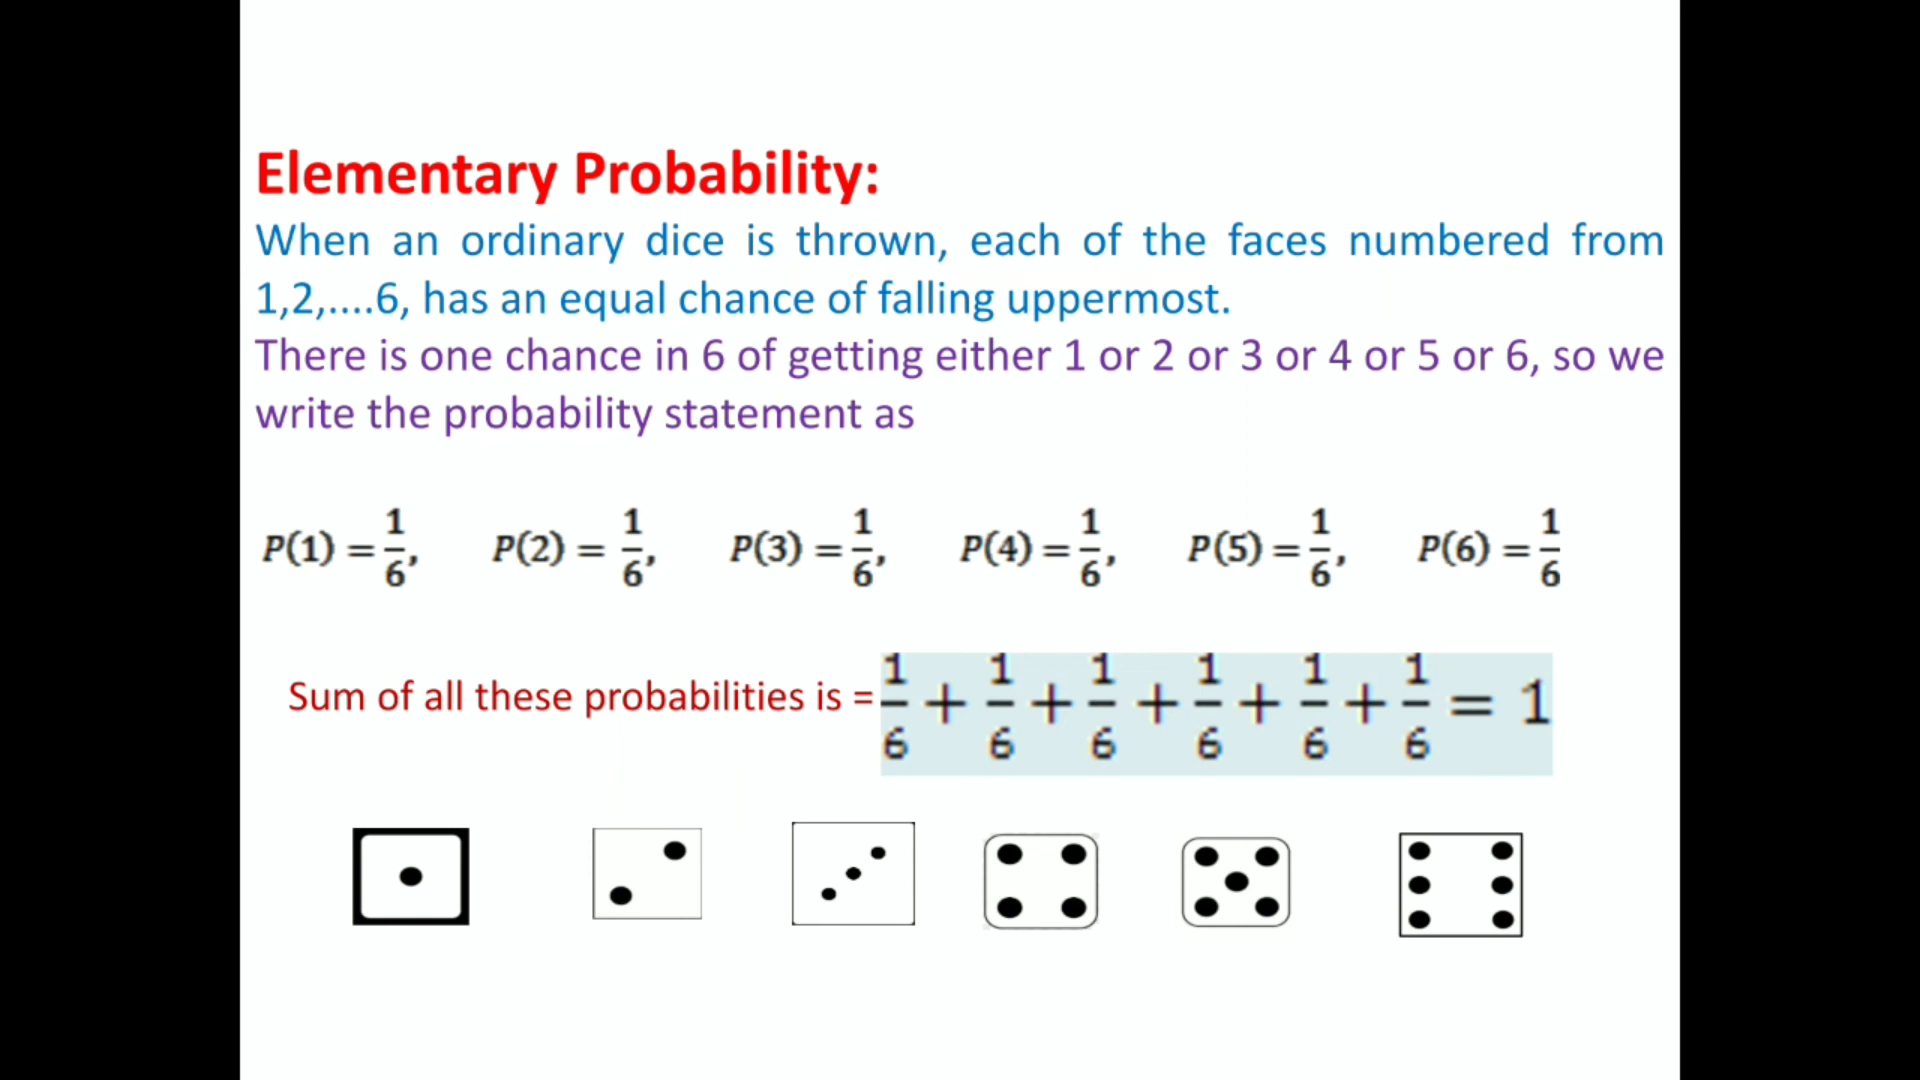 Elementary Probability:
When an ordinary dice is thrown, each of the faces numbered from
1,2,....6, has an equal chance of falling uppermost.
There is one chance in 6 of getting either 1 or 2 or 3 or 4 or 5 or 6, so we
write the probability statement as
P(1) = 1/6, P(2) = 1/6, P(3) = 1/6, P(4) = 1/6, P(5) = 1/6, P(6) = 1/6
Sum of all these probabilities is = 1/6 + 1/6 + 1/6 + 1/6 + 1/6 + 1/6 = 1